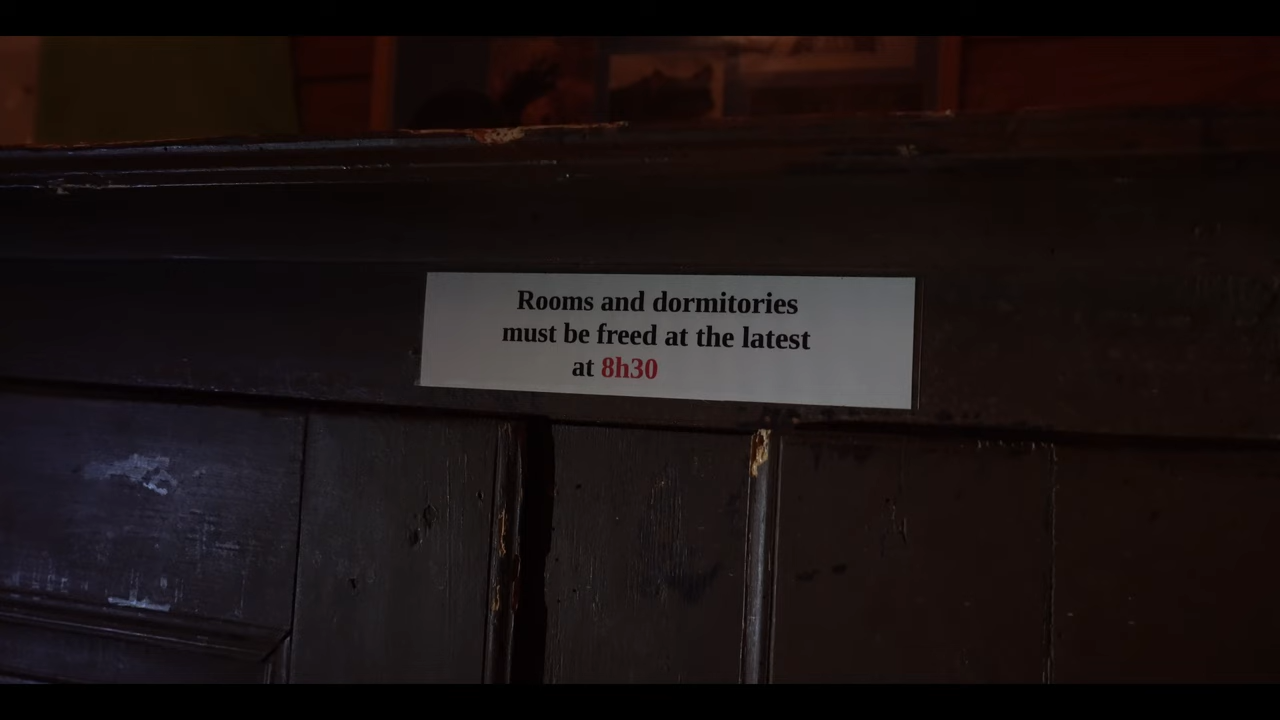 Rooms and dormitories
must be freed at the latest
at 8h30